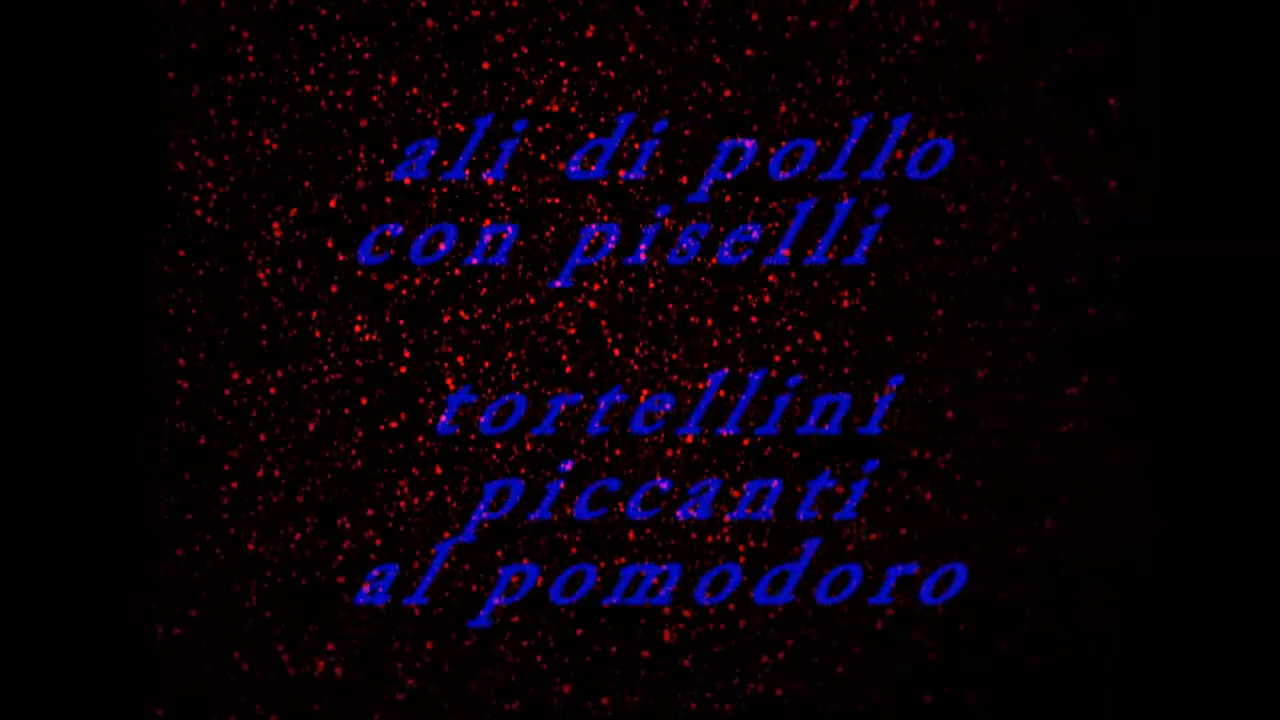 ali di pollo
con piselli
tortellini
piccanti
al pomodoro